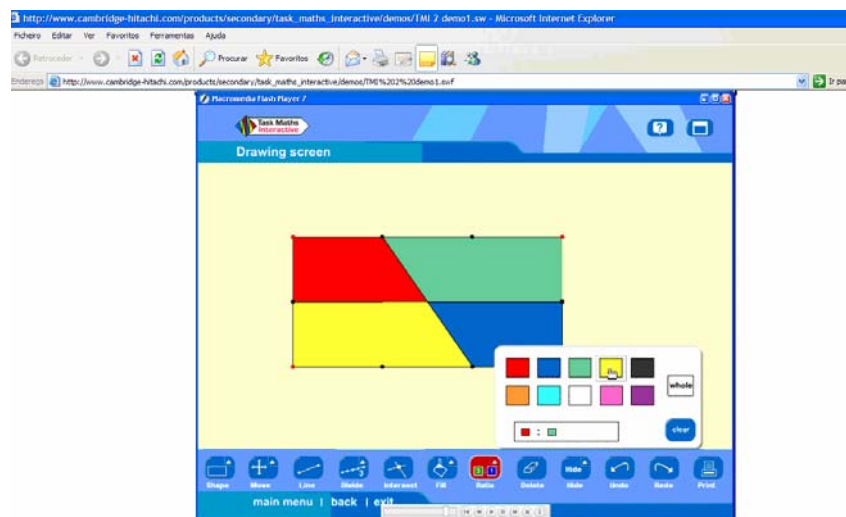 http://www.cambridge-hitachi.com/products/secondary/task_maths_interactive/demos/TMI 2 demo1.sw - Microsoft Internet Explorer
Ficheiro Editar Ver Favoritos Ferramentas Ajuda
Retroceder Procurar Favoritos
Endereço http://www.cambridge-hitachi.com/products/secondary/task_maths_interactive/demos/TMI%202%20demo1.swf Ir pa
Macromedia Flash Player 7
Task Maths
Interactive
Drawing screen
whole
:
clear
Hide
Shape Move Line Divide Intersect Fill Ratio Delete Hide Undo Redo Print
main menu | back | exit